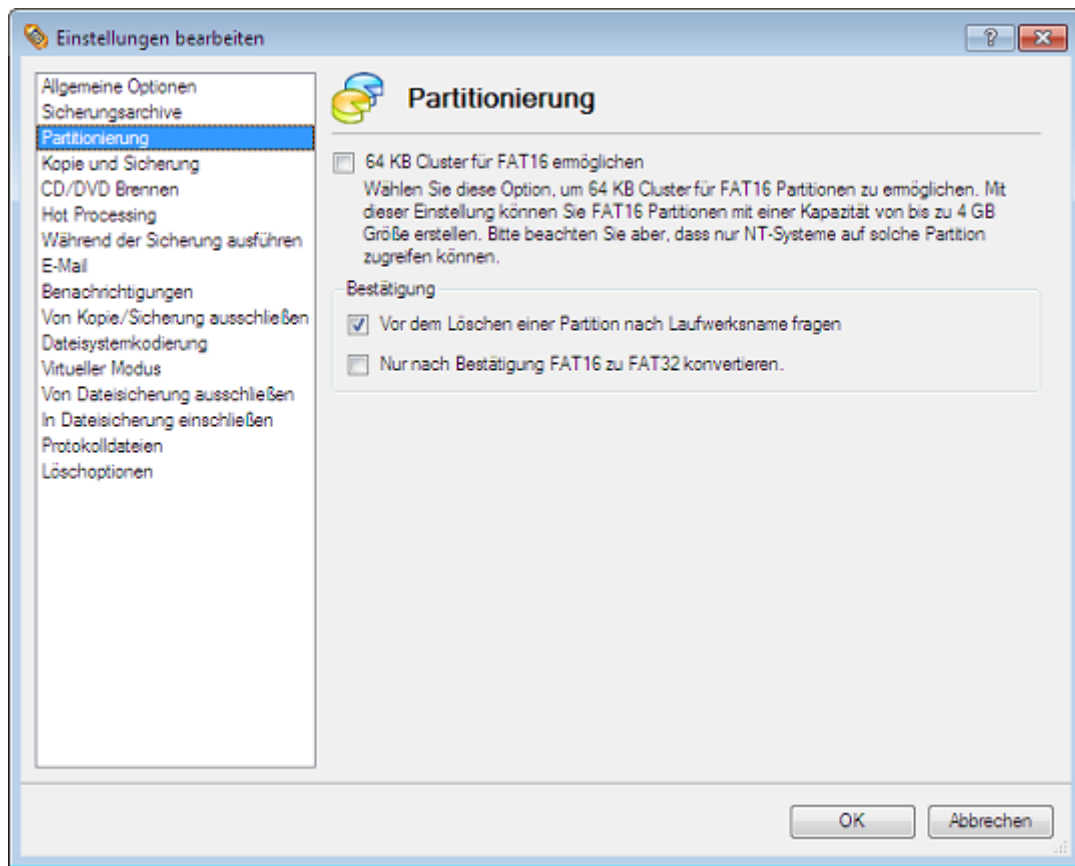 Einstellungen bearbeiten
Allgemeine Optionen
Sicherungsarchive
Partitionierung
Kopie und Sicherung
CD/DVD Brennen
Hot Processing
Während der Sicherung ausführen
E-Mail
Benachrichtigungen
Von Kopie/Sicherung ausschließen
Dateisystemkodierung
Virtueller Modus
Von Dateisicherung ausschließen
In Dateisicherung einschließen
Protokolldateien
Löschoptionen
Partitionierung
64 KB Cluster für FAT16 ermöglichen
Wählen Sie diese Option, um 64 KB Cluster für FAT16 Partitionen zu ermöglichen. Mit
dieser Einstellung können Sie FAT16 Partitionen mit einer Kapazität von bis zu 4 GB
Größe erstellen. Bitte beachten Sie aber, dass nur NT-Systeme auf solche Partition
zugreifen können.
Bestätigung
Vor dem Löschen einer Partition nach Laufwerksname fragen
Nur nach Bestätigung FAT16 zu FAT32 konvertieren.
OK
Abbrechen